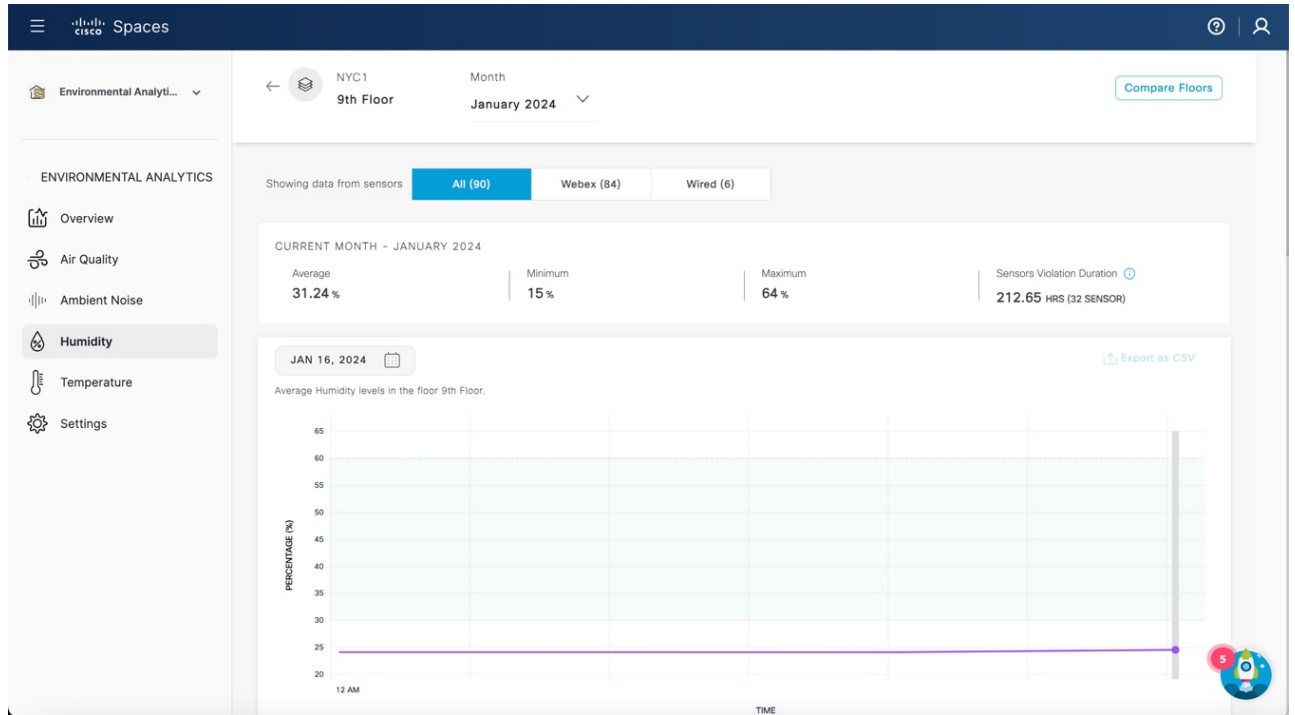 cisco Spaces
Environmental Analyti...
NYC1
9th Floor
Month
January 2024
Compare Floors
ENVIRONMENTAL ANALYTICS
Overview
Air Quality
Ambient Noise
Humidity
Temperature
Settings
Showing data from sensors
All (90)
Webex (84)
Wired (6)
CURRENT MONTH - JANUARY 2024
Average
31.24 %
Minimum
15 %
Maximum
64 %
Sensors Violation Duration
212.65 HRS (32 SENSOR)
JAN 16, 2024
Export as CSV
Average Humidity levels in the floor 9th Floor.
65
60
55
50
45
40
35
30
25
20
PERCENTAGE (%)
12 AM
TIME
5